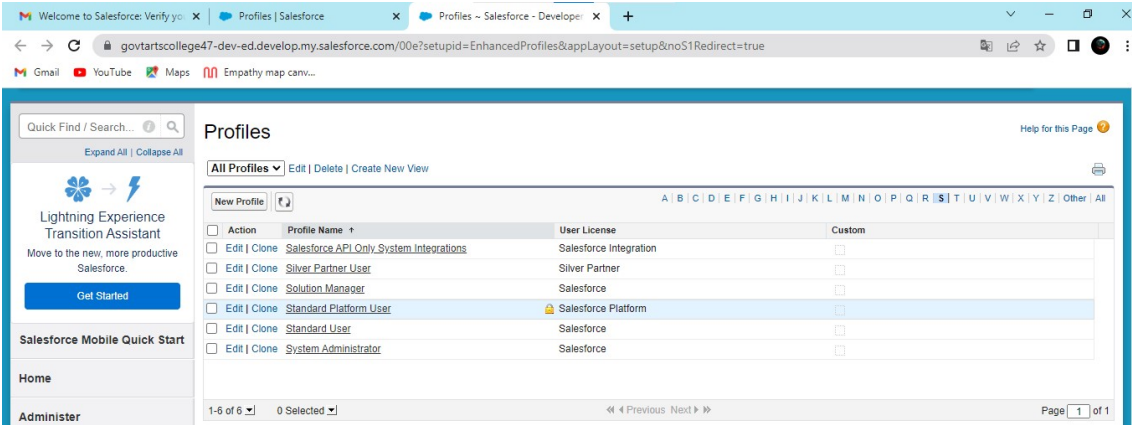 Welcome to Salesforce: Verify yo
Profiles | Salesforce
Profiles ~ Salesforce - Developer
govtartscollege47-dev-ed.develop.my.salesforce.com/00e?setupid=EnhancedProfiles&appLayout=setup&noS1Redirect=true
Gmail YouTube Maps Empathy map canv...
Quick Find / Search...
Expand All | Collapse All
Lightning Experience
Transition Assistant
Move to the new, more productive
Salesforce.
Get Started
Salesforce Mobile Quick Start
Home
Administer
Profiles
Help for this Page
All Profiles Edit | Delete | Create New View
New Profile
A | B | C | D | E | F | G | H | I | J | K | L | M | N | O | P | Q | R | S | T | U | V | W | X | Y | Z | Other | All
Action Profile Name User License Custom
Edit | Clone Salesforce API Only System Integrations Salesforce Integration
Edit | Clone Silver Partner User Silver Partner
Edit | Clone Solution Manager Salesforce
Edit | Clone Standard Platform User Salesforce Platform
Edit | Clone Standard User Salesforce
Edit | Clone System Administrator Salesforce
1-6 of 6 0 Selected Previous Next Page 1 of 1